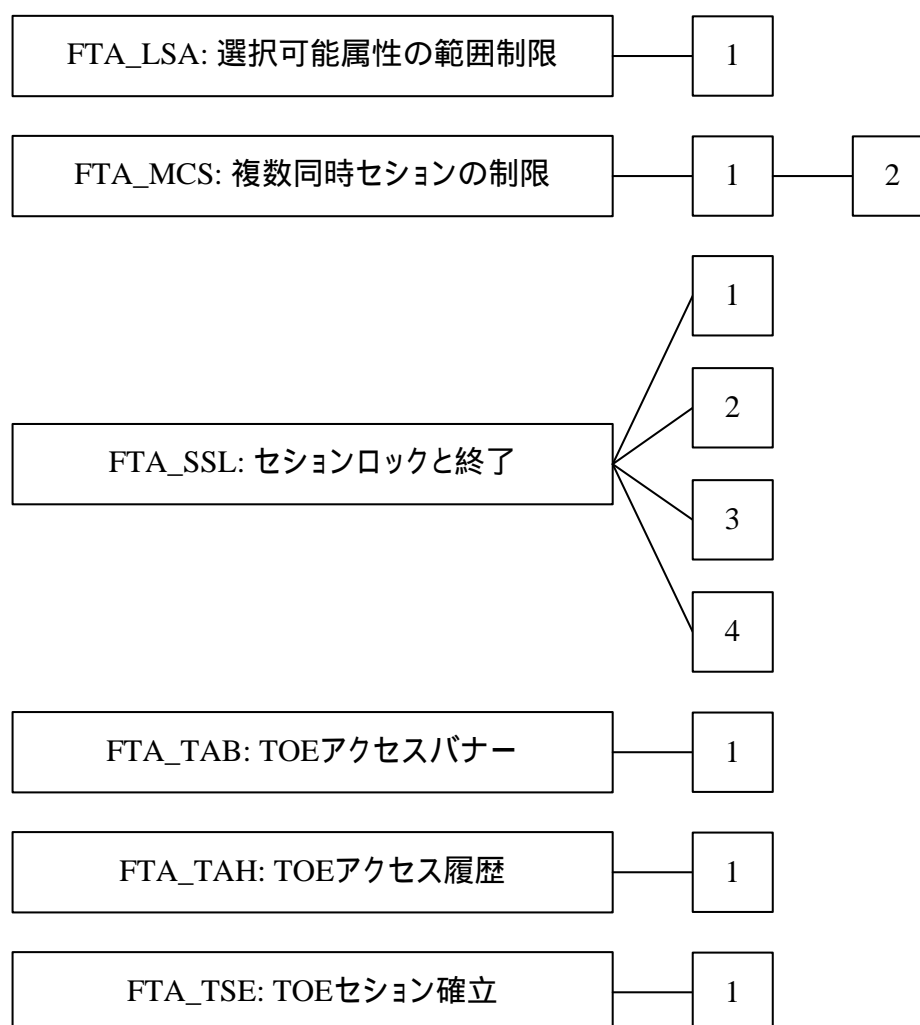 FTA_LSA: 選択可能属性の範囲制限 1
FTA_MCS: 複数同時セションの制限 1 2
1
2
FTA_SSL: セションロックと終了
3
4
FTA_TAB: TOEアクセスバナー 1
FTA_TAH: TOEアクセス履歴 1
FTA_TSE: TOEセション確立 1